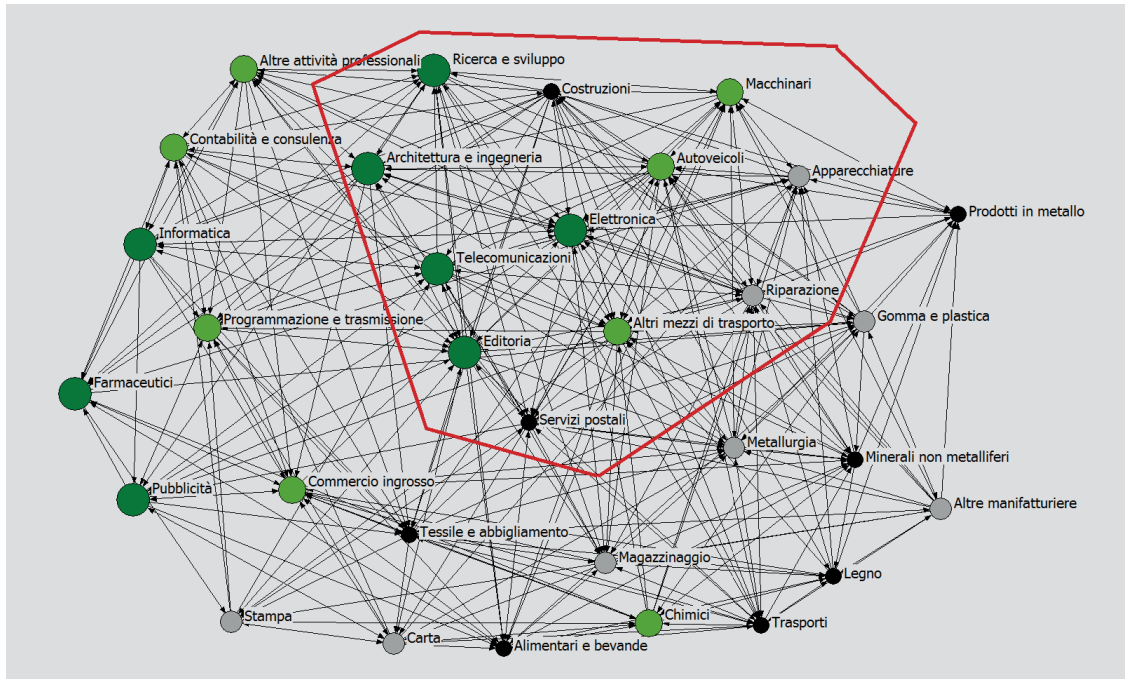 Altre attività professionali
Ricerca e sviluppo
Costruzioni
Macchinari
Contabilità e consulenza
Architettura e ingegneria
Autoveicoli
Apparecchiature
Prodotti in metallo
Informatica
Elettronica
Telecomunicazioni
Riparazione
Programmazione e trasmissione
Altri mezzi di trasporto
Gomma e plastica
Editoria
Farmaceutici
Servizi postali
Metallurgia
Minerali non metalliferi
Pubblicità
Commercio ingrosso
Altre manifatturiere
Tessile e abbigliamento
Magazzinaggio
Legno
Stampa
Chimici
Trasporti
Carta
Alimentari e bevande